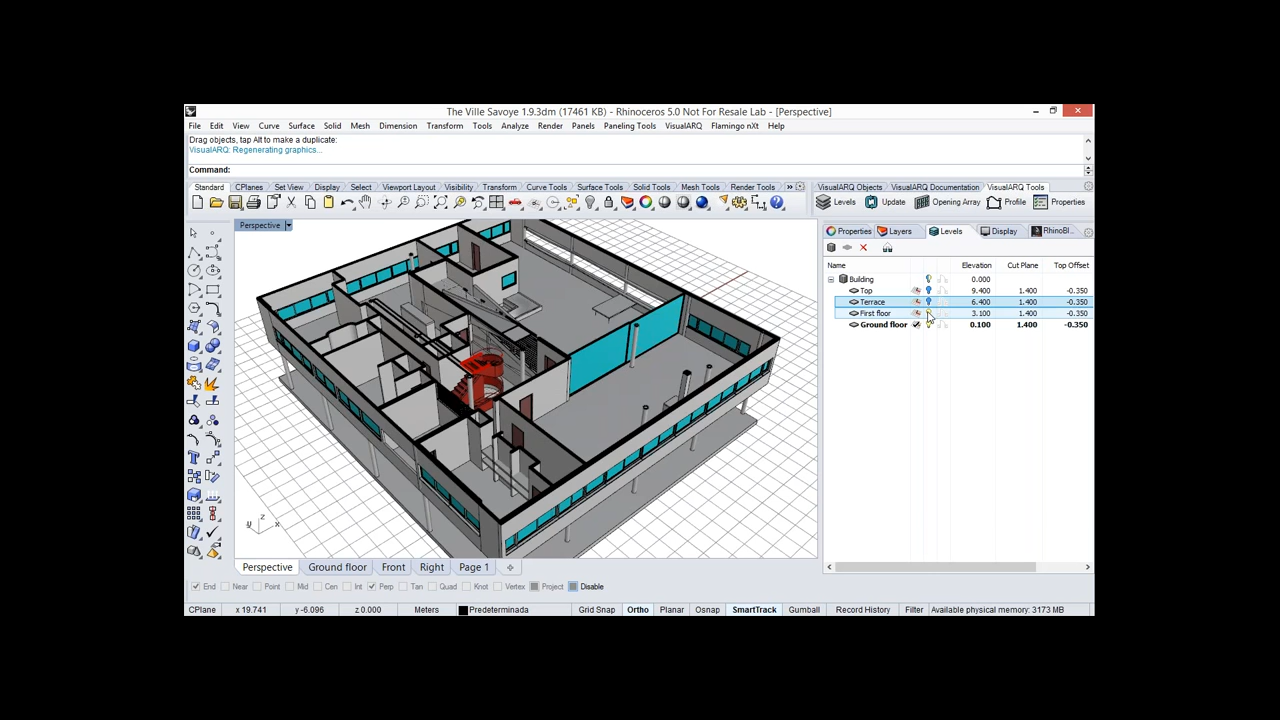 The Ville Savoye 1.9.3dm (17461 KB) - Rhinoceros 5.0 Not For Resale Lab - [Perspective]
File Edit View Curve Surface Solid Mesh Dimension Transform Tools Analyze Render Panels Paneling Tools VisualARQ Flamingo nXt Help
Drag objects, tap Alt to make a duplicate:
VisualARQ: Regenerating graphics...
Command:
Standard CPlanes Set View Display Select Viewport Layout Visibility Transform Curve Tools Surface Tools Solid Tools Mesh Tools Render Tools »
VisualARQ Objects VisualARQ Documentation VisualARQ Tools
Levels Update Opening Array Profile Properties
Perspective
Properties Layers Levels Display RhinoBl...
Name Elevation Cut Plane Top Offset
Building 0.000
Top 9.400 1.400 -0.350
Terrace 6.400 1.400 -0.350
First floor 3.100 1.400 -0.350
Ground floor 0.100 1.400 -0.350
z
y x
Perspective Ground floor Front Right Page 1
End Near Point Mid Cen Int Perp Tan Quad Knot Vertex Project Disable
CPlane x 19.741 y -6.096 z 0.000 Meters Predeterminada Grid Snap Ortho Planar Osnap SmartTrack Gumball Record History Filter Available physical memory: 3173 MB